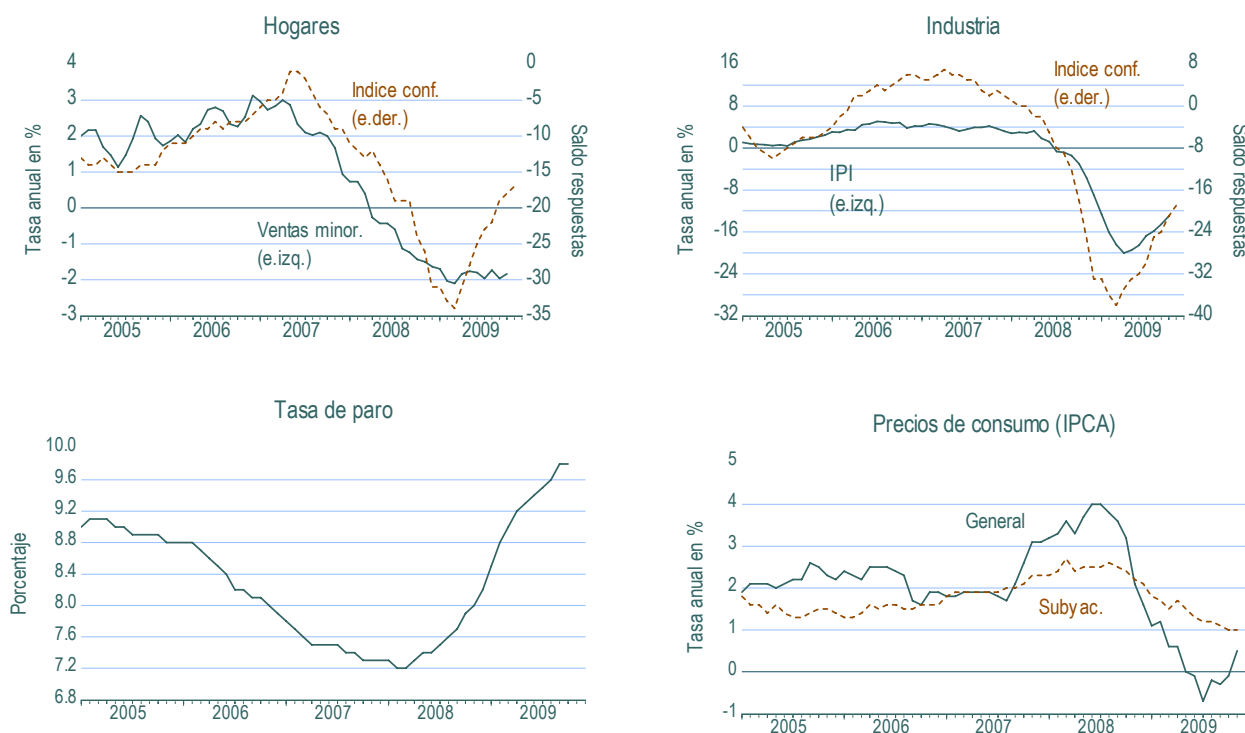 Hogares
4
3
2
1
0
-1
-2
-3
Tasa anual en %
0
-5
-10
-15
-20
-25
-30
-35
Saldo respuestas
Indice conf.
(e.der.)
Ventas minor.
(e.izq.)
2005 2006 2007 2008 2009
Industria
16
8
0
-8
-16
-24
-32
Tasa anual en %
8
0
-8
-16
-24
-32
-40
Saldo respuestas
Indice conf.
(e.der.)
IPI
(e.izq.)
2005 2006 2007 2008 2009
Tasa de paro
10.0
9.6
9.2
8.8
8.4
8.0
7.6
7.2
6.8
Porcentaje
2005 2006 2007 2008 2009
Precios de consumo (IPCA)
5
4
3
2
1
0
-1
Tasa anual en %
General
Subyac.
2005 2006 2007 2008 2009